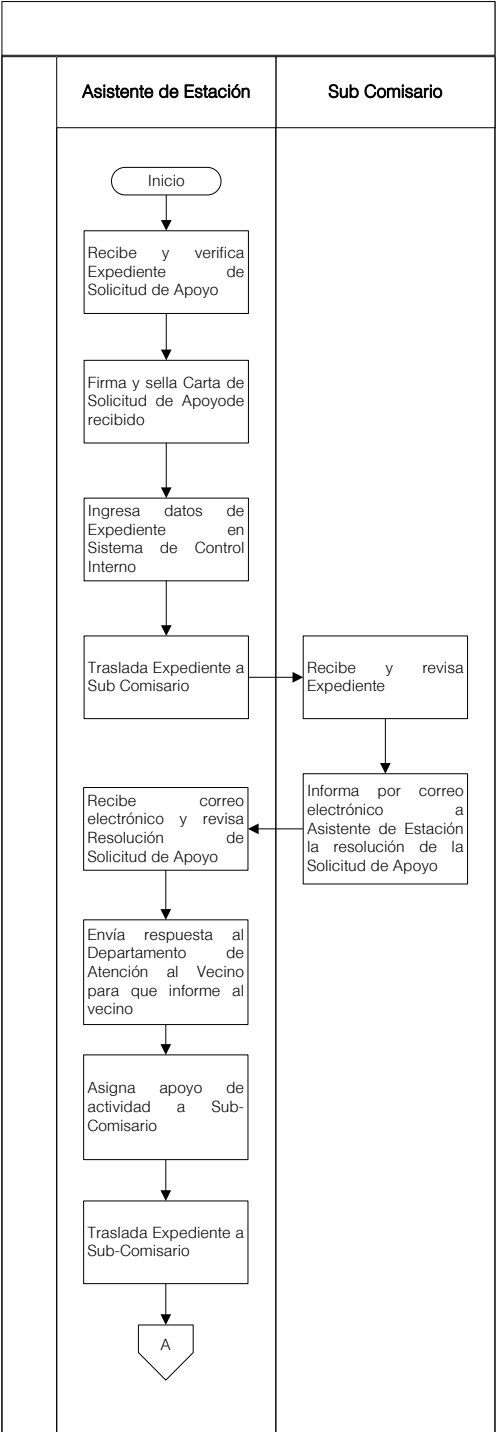 Asistente de Estación
Sub Comisario
Inicio
Recibe y verifica
Expediente de
Solicitud de Apoyo
Firma y sella Carta de
Solicitud de Apoyode
recibido
Ingresa datos de
Expediente en
Sistema de Control
Interno
Traslada Expediente a
Sub Comisario
Recibe y revisa
Expediente
Informa por correo
electrónico a
Asistente de Estación
la resolución de la
Solicitud de Apoyo
Recibe correo
electrónico y revisa
Resolución de
Solicitud de Apoyo
Envía respuesta al
Departamento de
Atención al Vecino
para que informe al
vecino
Asigna apoyo de
actividad a Sub-
Comisario
Traslada Expediente a
Sub-Comisario
A